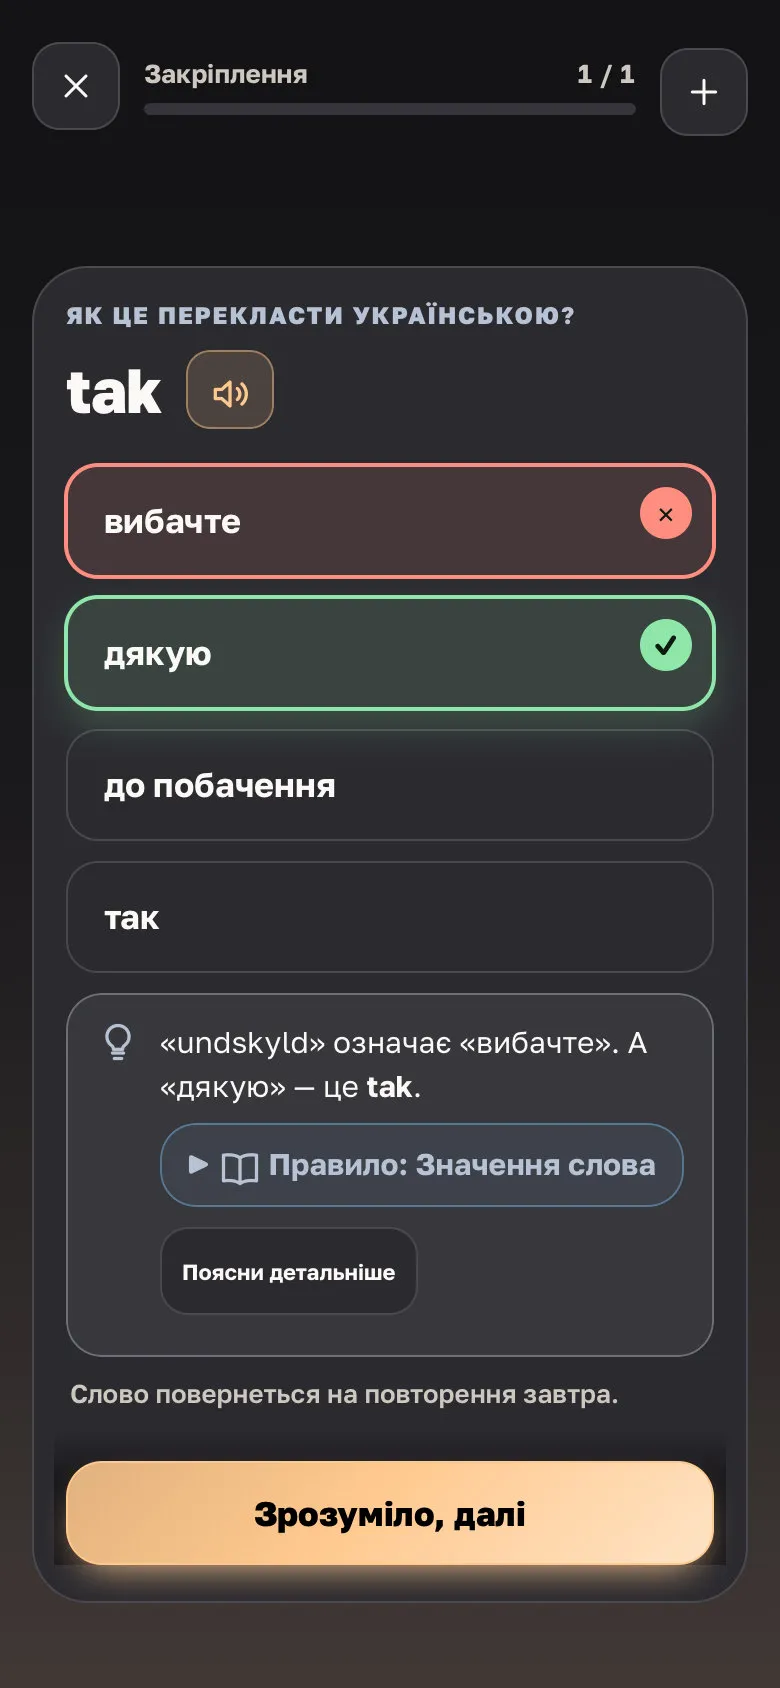 Закріплення
1 / 1
ЯК ЦЕ ПЕРЕКЛАСТИ УКРАЇНСЬКОЮ?
tak
вибачте
дякую
до побачення
так
«undskyld» означає «вибачте». А
«дякую» — це tak.
Правило: Значення слова
Поясни детальніше
Слово повернеться на повторення завтра.
Зрозуміло, далі